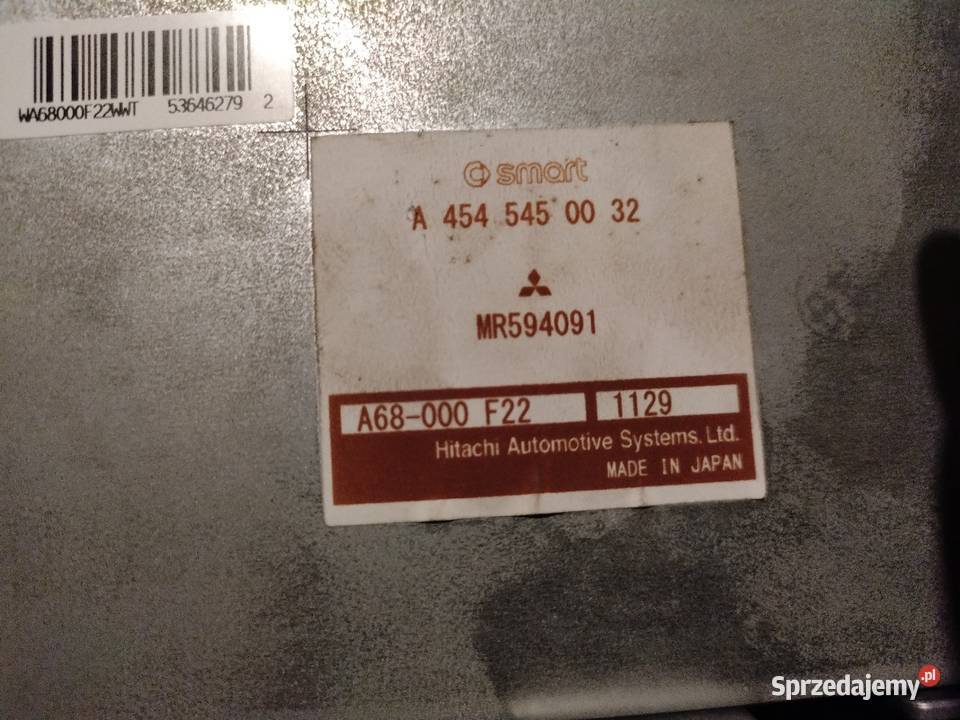 WA68000F22WWT 53646279 2
smart
A 454 545 00 32
MR594091
A68-000 F22 1129
Hitachi Automotive Systems, Ltd.
MADE IN JAPAN
Sprzedajemy.pl